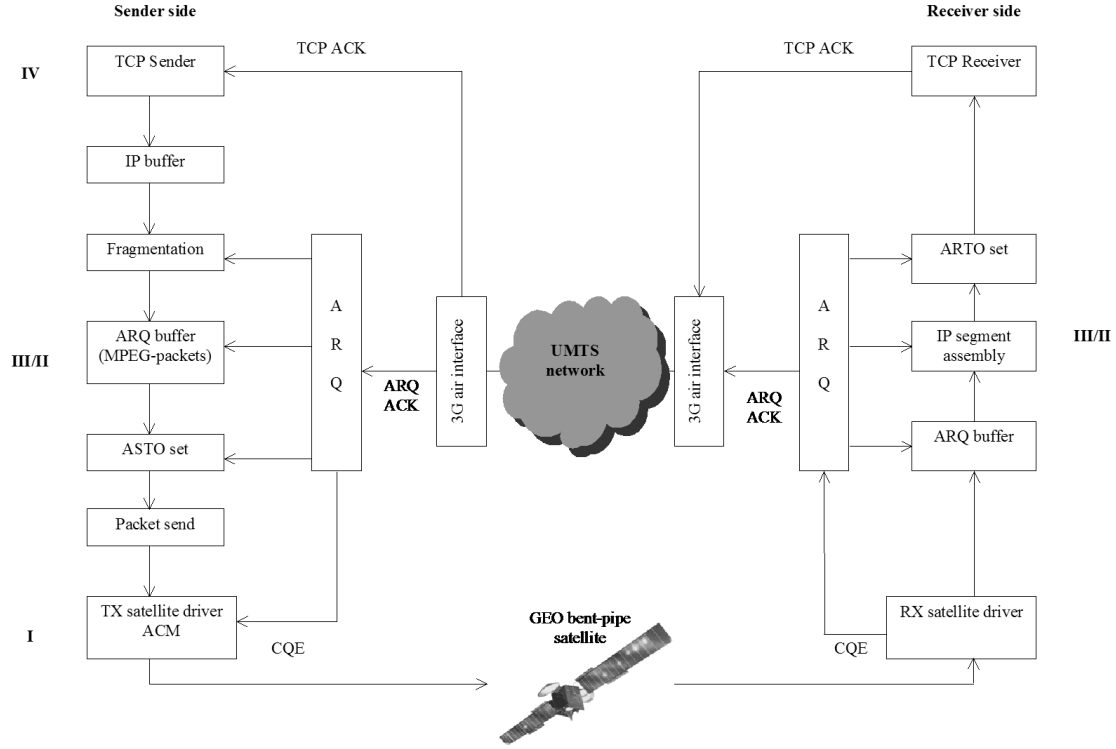 Sender side
Receiver side
IV
TCP Sender
TCP ACK
TCP ACK
TCP Receiver
IP buffer
Fragmentation
A
R
Q
A
R
Q
ARTO set
III/II
ARQ buffer
(MPEG-packets)
ARQ
ACK
3G air interface
UMTS
network
3G air interface
ARQ
ACK
IP segment
assembly
III/II
ASTO set
ARQ buffer
Packet send
I
TX satellite driver
ACM
CQE
GEO bent-pipe
satellite
CQE
RX satellite driver